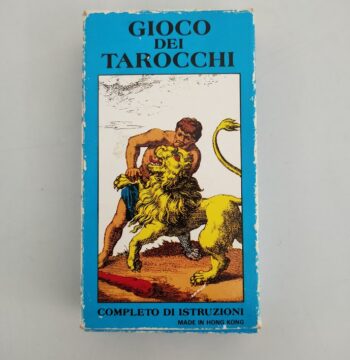 GIOCO
DEI
TAROCCHI
COMPLETO DI ISTRUZIONI
MADE IN HONG KONG